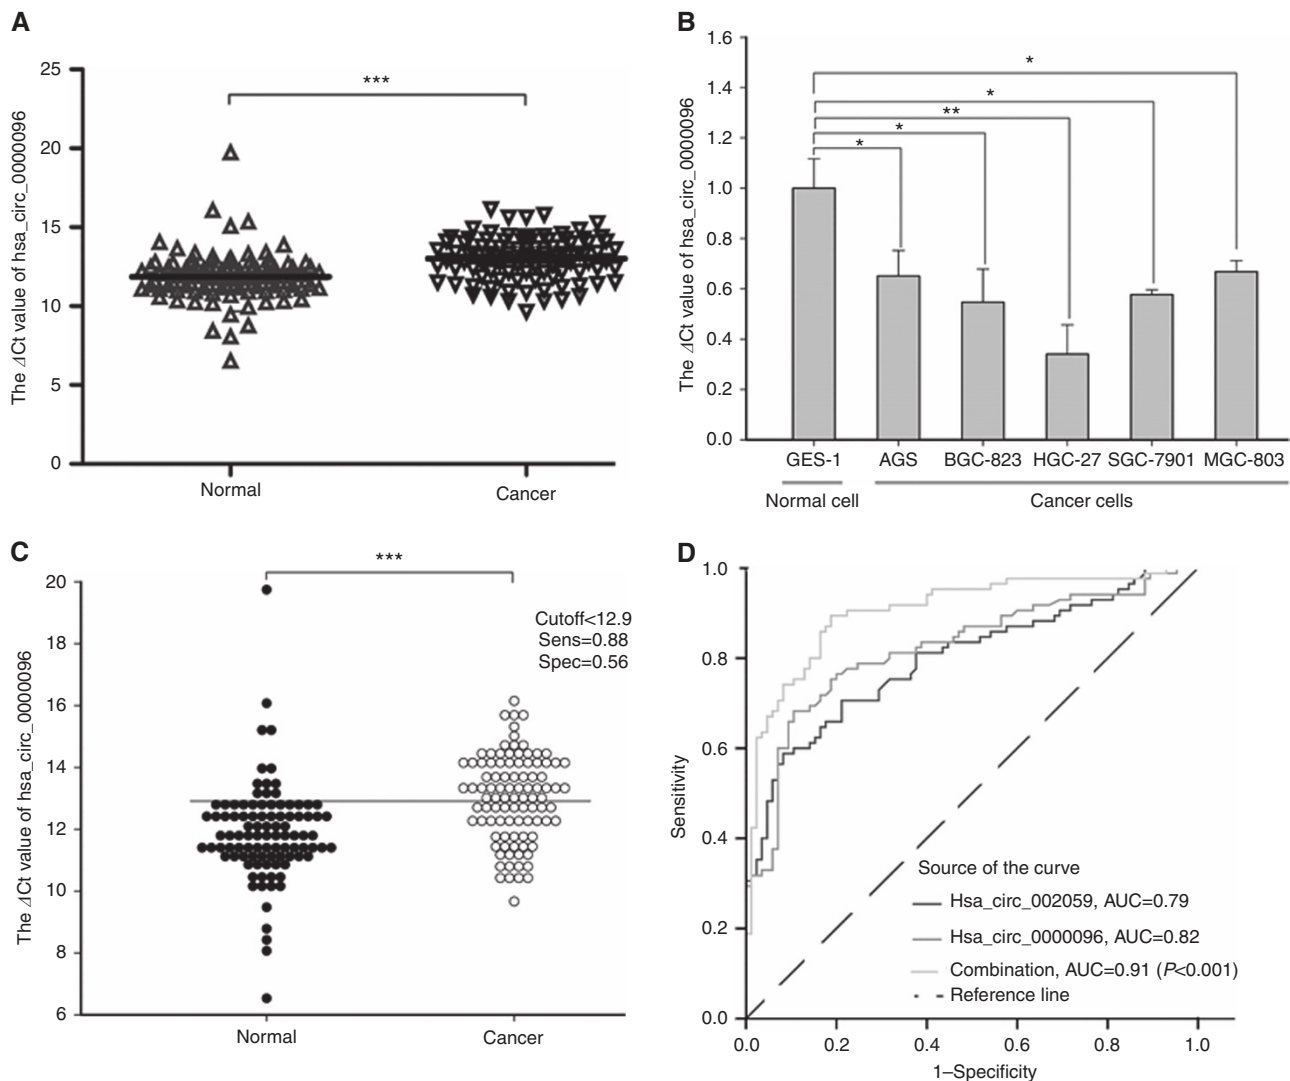 A
The ΔCt value of hsa_circ_0000096
25
20
15
10
5
0
***
Normal
Cancer
B
The ΔCt value of hsa_circ_0000096
1.6
1.4
1.2
1.0
0.8
0.6
0.4
0.2
0.0
*
*
**
*
*
GES-1 AGS BGC-823 HGC-27 SGC-7901 MGC-803
Normal cell Cancer cells
C
The ΔCt value of hsa_circ_0000096
20
18
16
14
12
10
8
6
***
Cutoff<12.9
Sens=0.88
Spec=0.56
Normal
Cancer
D
Sensitivity
1.0
0.8
0.6
0.4
0.2
0.0
Source of the curve
Hsa_circ_002059, AUC=0.79
Hsa_circ_0000096, AUC=0.82
Combination, AUC=0.91 (P<0.001)
Reference line
0.0 0.2 0.4 0.6 0.8 1.0
1–Specificity